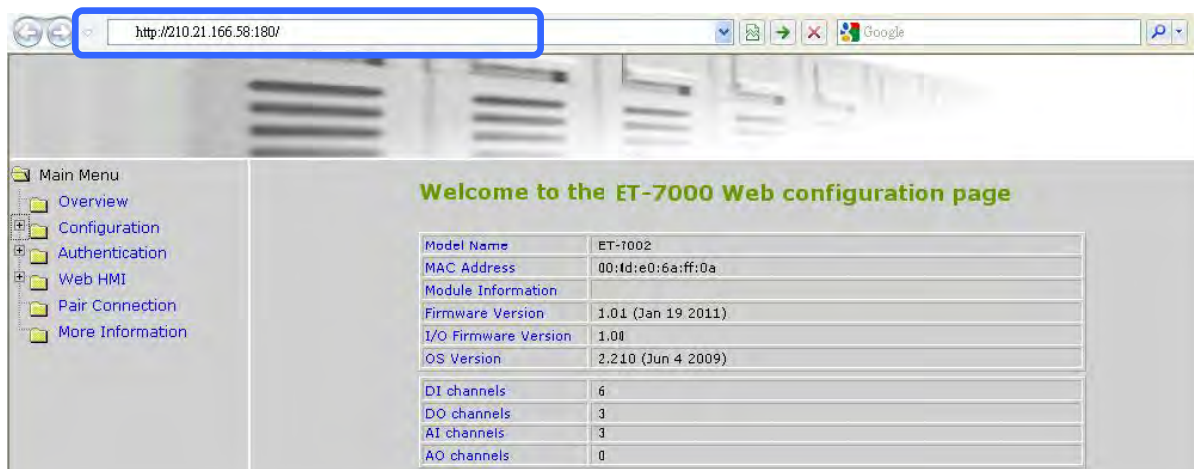 http://210.21.166.58:180/
Google
Main Menu
Overview
Configuration
Authentication
Web HMI
Pair Connection
More Information
Welcome to the ET-7000 Web configuration page
Model Name ET-7002
MAC Address 00:0d:e0:6a:ff:0a
Module Information
Firmware Version 1.01 (Jan 19 2011)
I/O Firmware Version 1.00
OS Version 2.210 (Jun 4 2009)
DI channels 6
DO channels 3
AI channels 3
AO channels 0